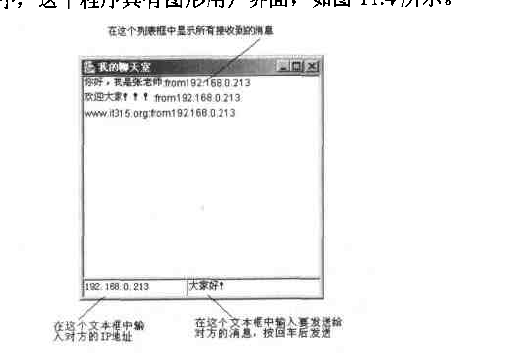 序，这个程序具有图形用户界面，如图 11.4 所示。
在这个列表框中显示所有接收到的消息
我的聊天室
你好，我是张老师:from192.168.0.213
欢迎大家！！！:from192.168.0.213
www.it315.org:from192168.0.213
192.168.0.213
大家好！
在这个文本框中输
入对方的IP地址
在这个文本框中输入要发送给
对方的消息，按回车后发送